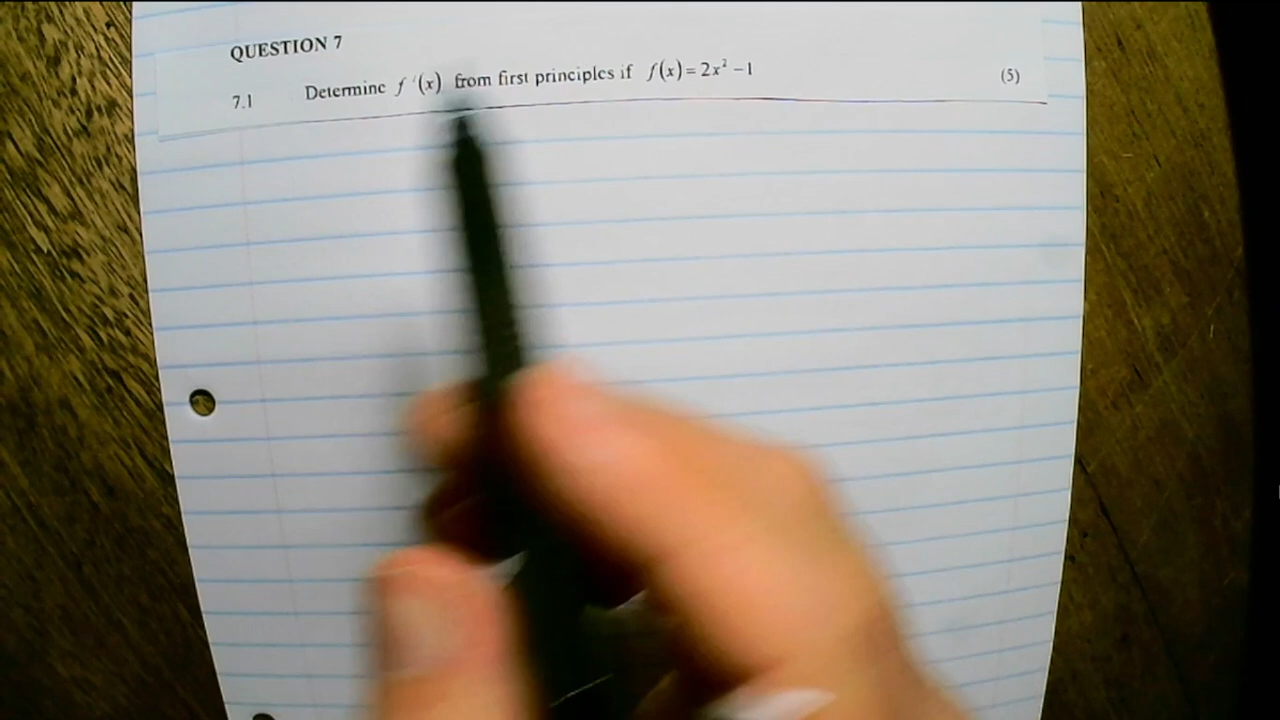 QUESTION 7
7.1 Determine f '(x) from first principles if f(x) = 2x² − 1 (5)